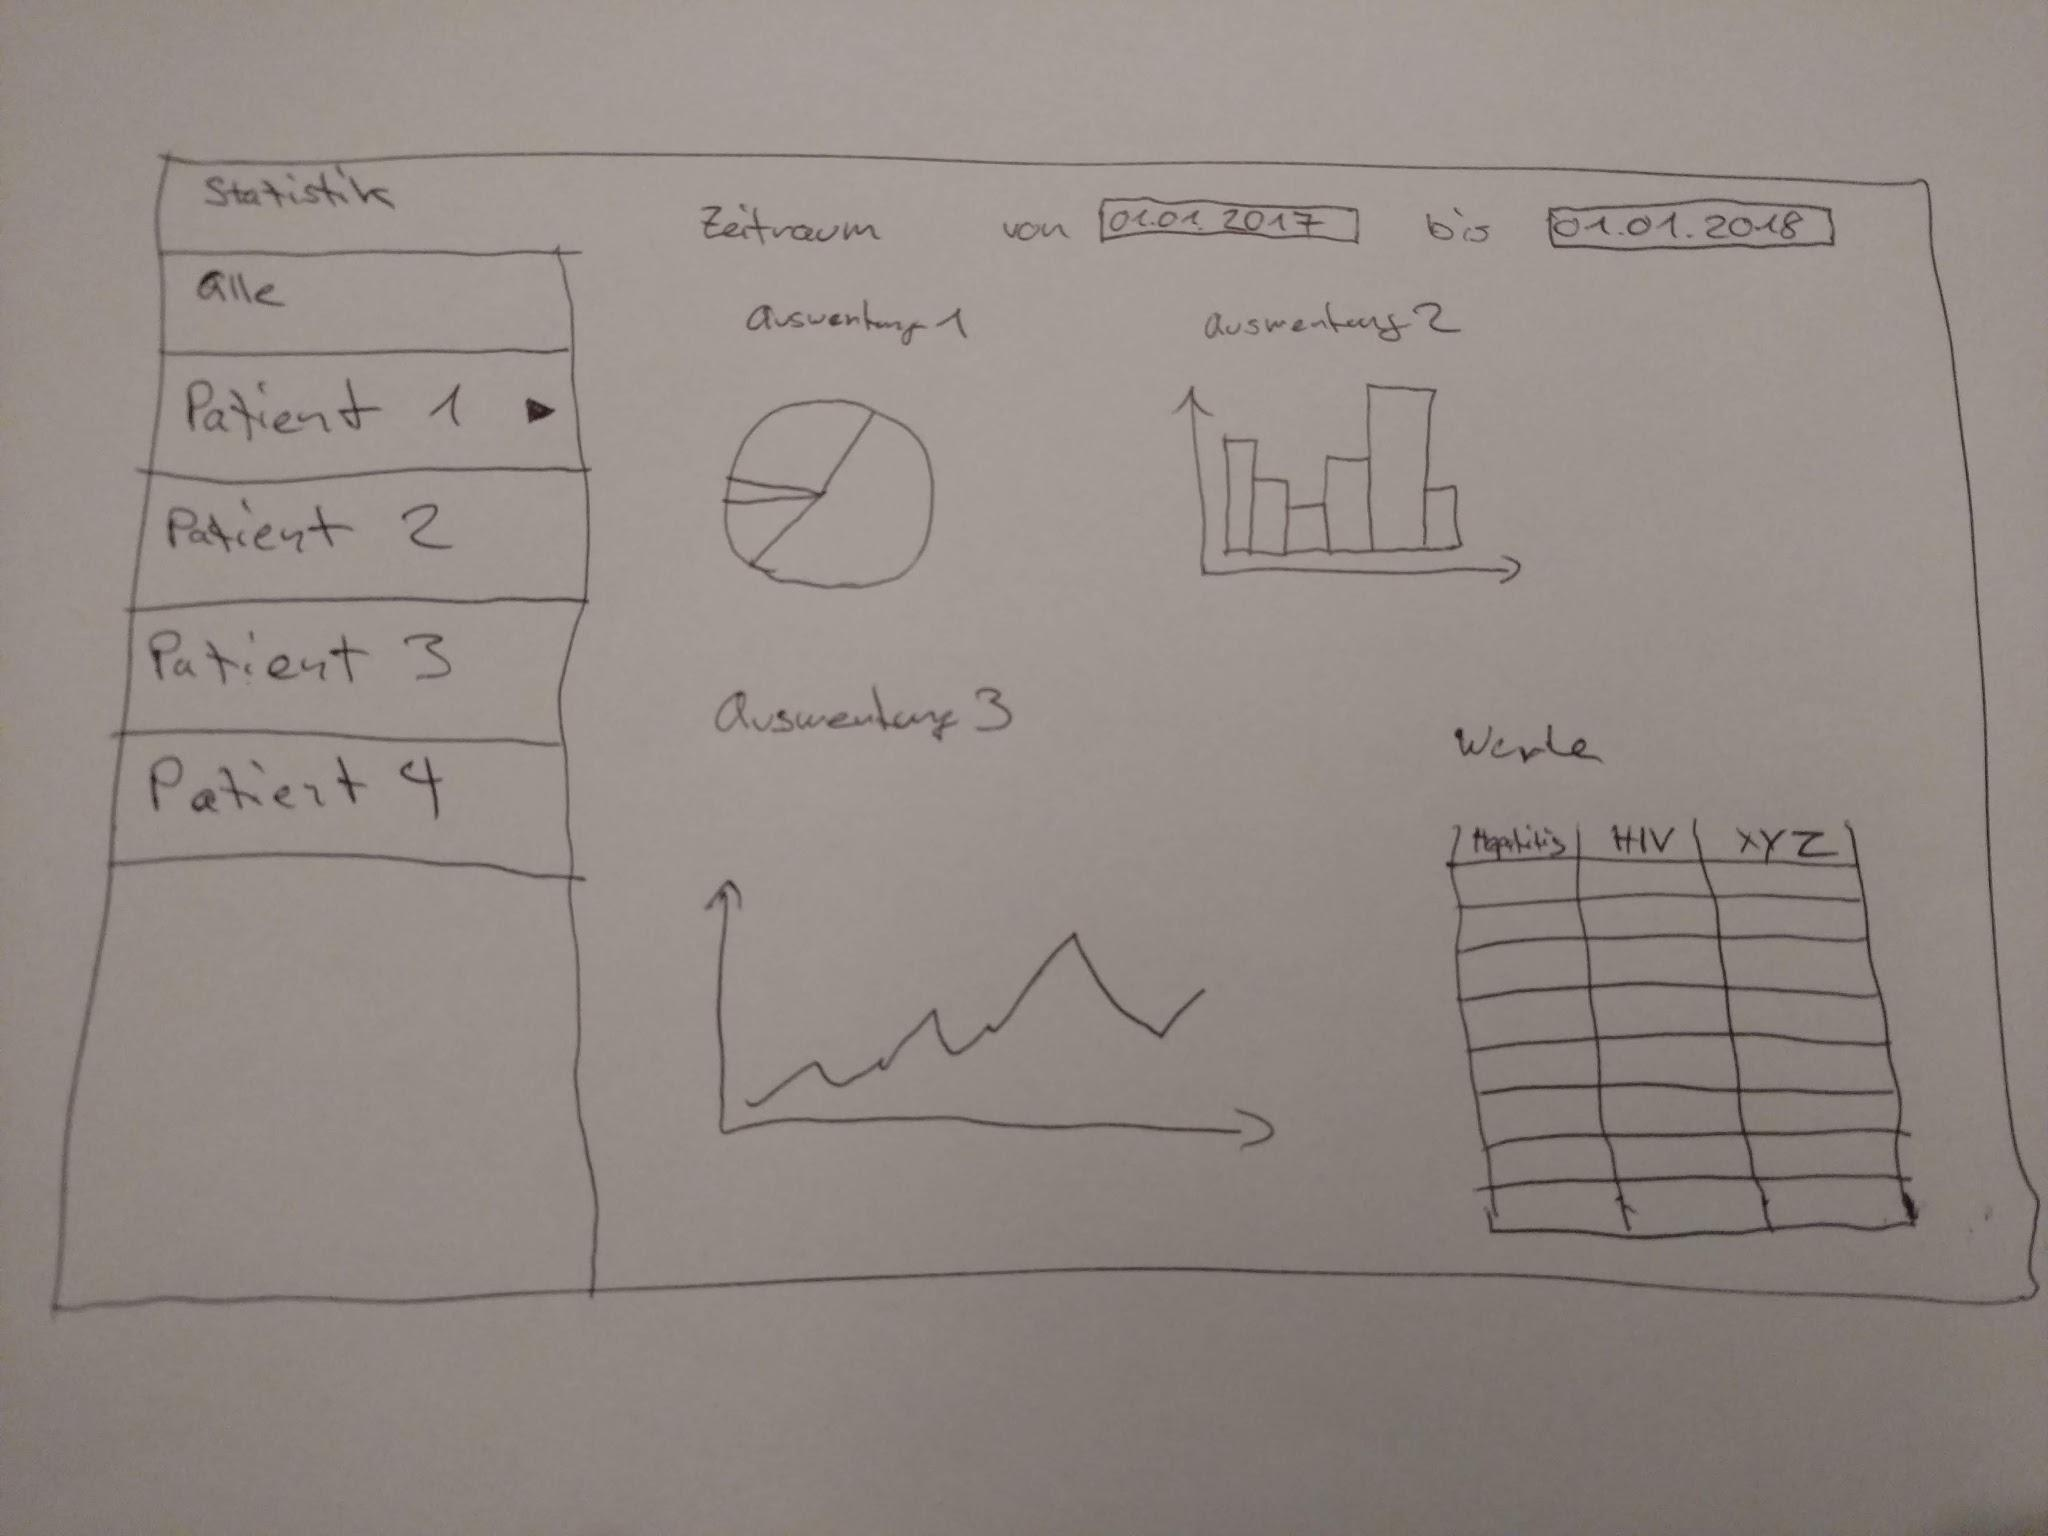 Statistik
Alle
Patient 1
Patient 2
Patient 3
Patient 4
Zeitraum von 01.01.2017 bis 01.01.2018
Auswertung 1
Auswertung 2
Auswertung 3
Werte
Hepatitis HIV XYZ